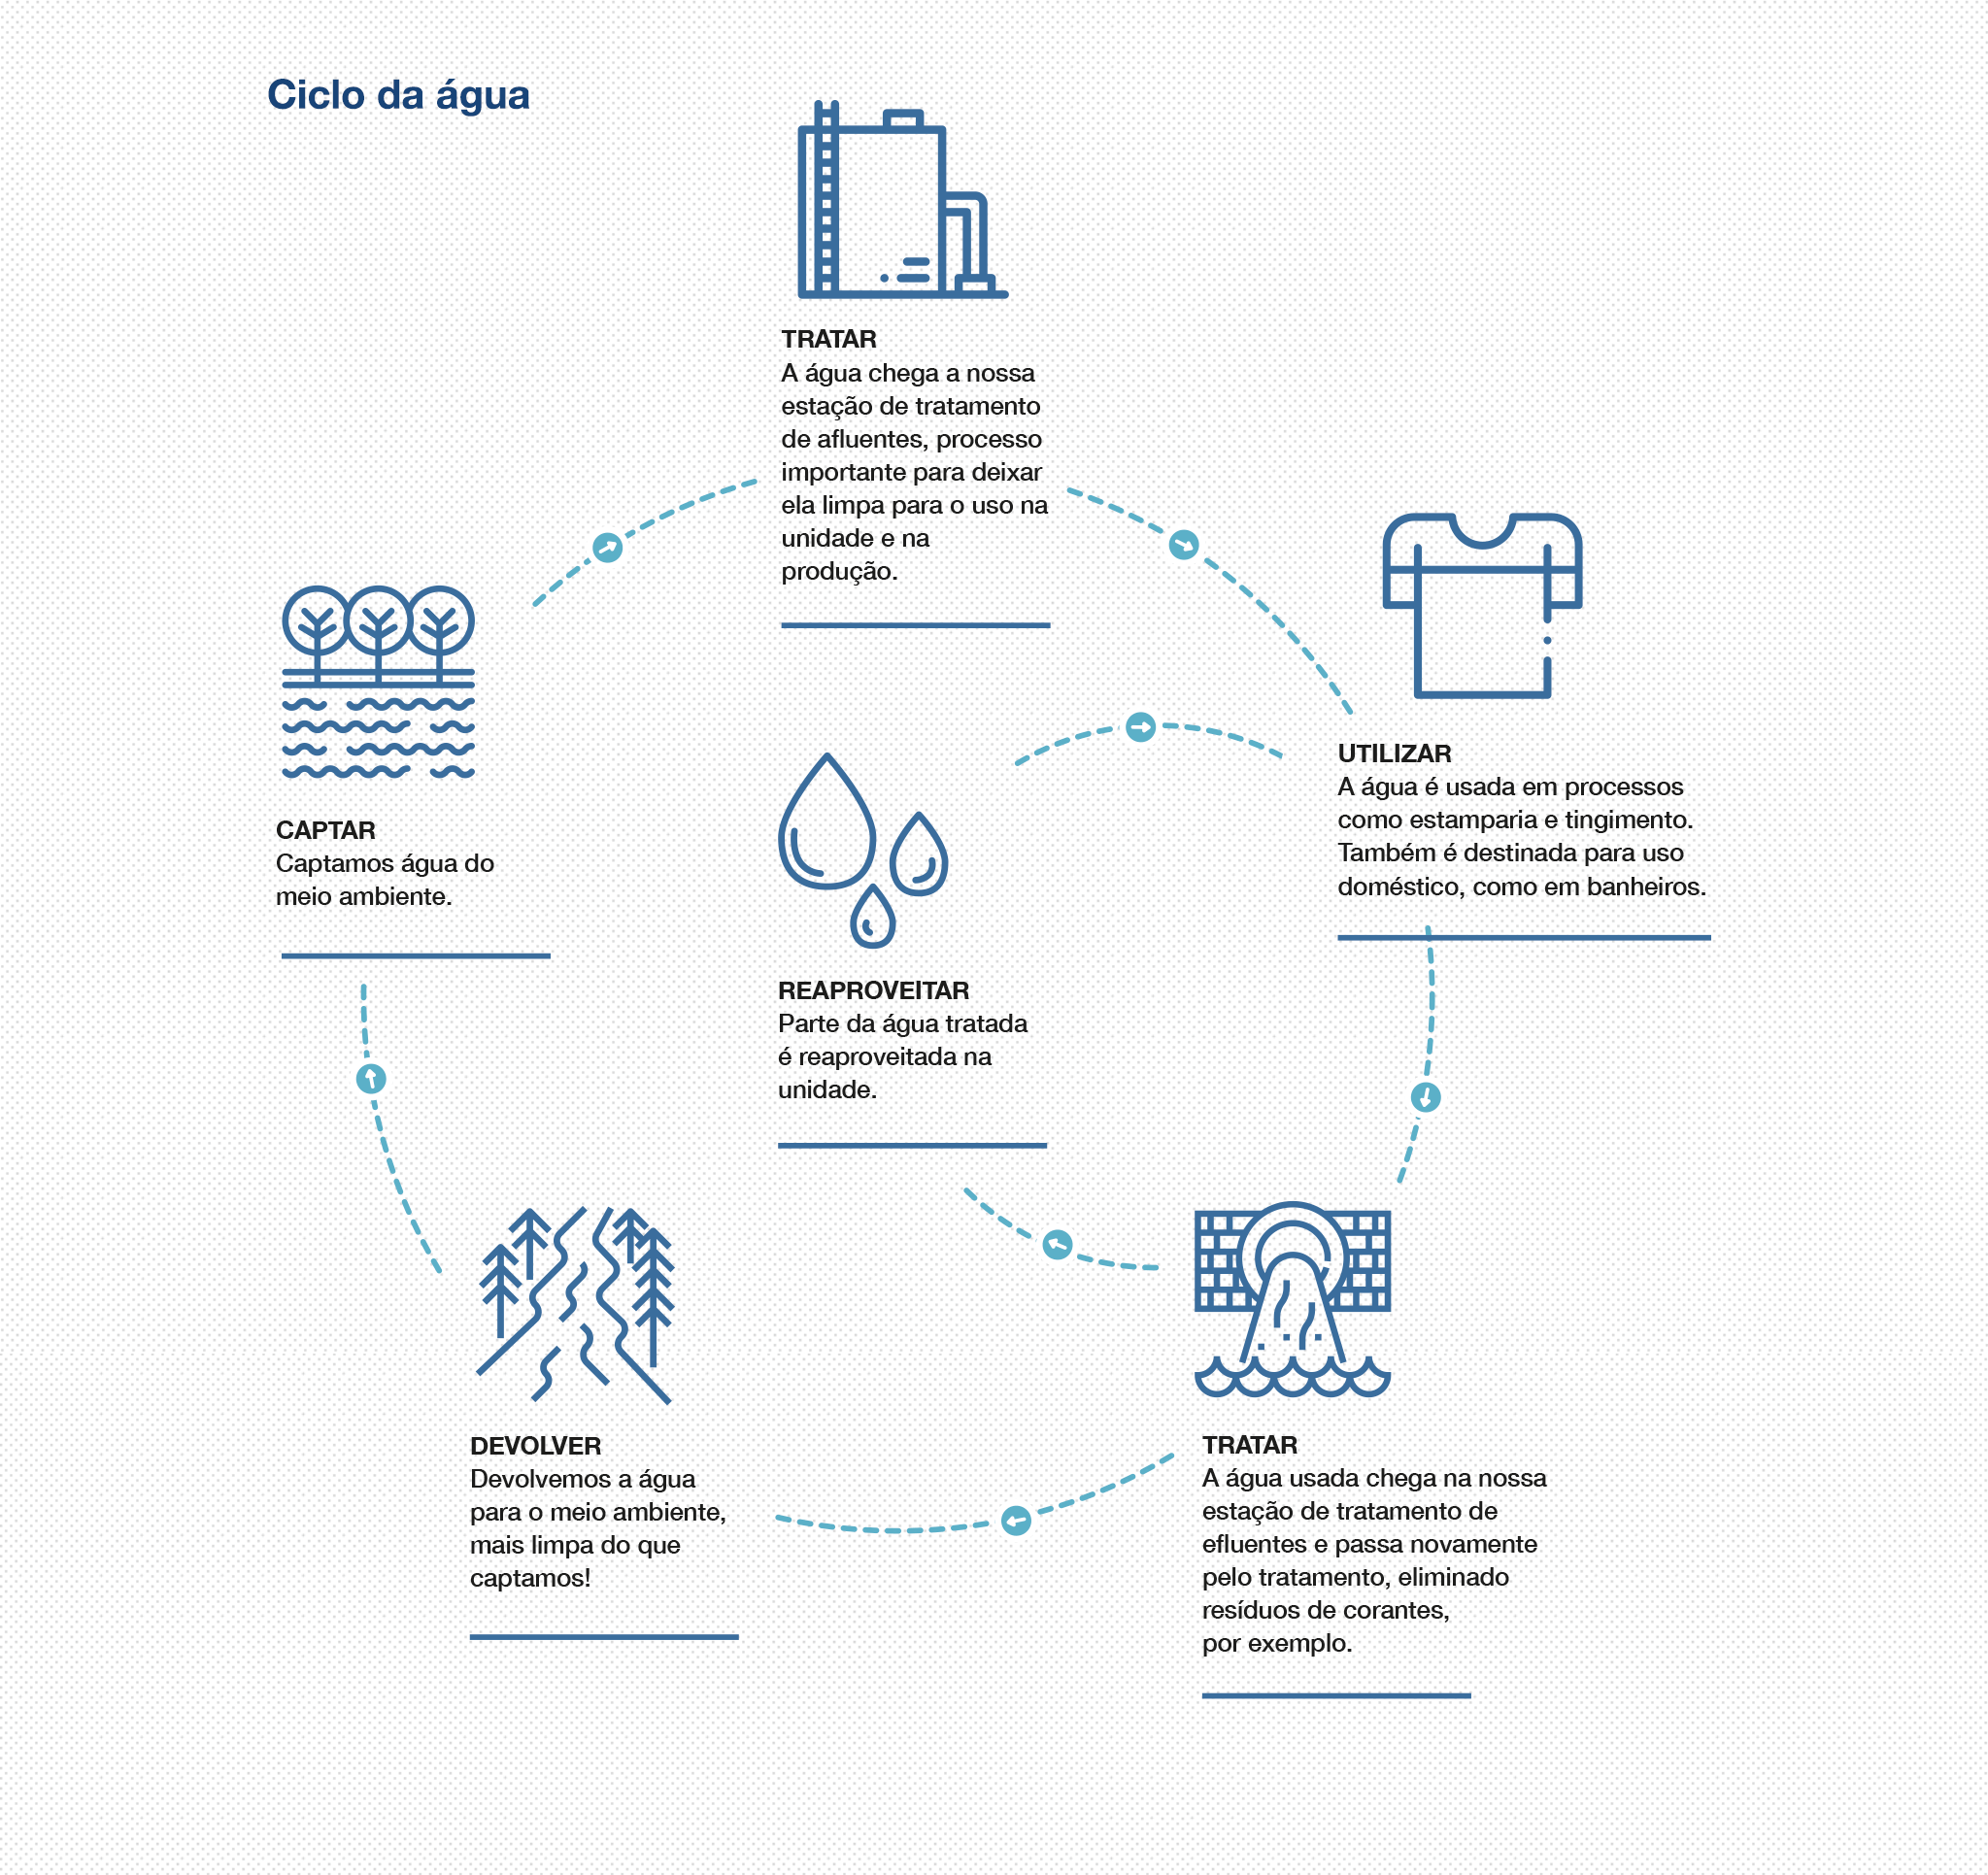 Ciclo da água
TRATAR
A água chega a nossa
estação de tratamento
de afluentes, processo
importante para deixar
ela limpa para o uso na
unidade e na
produção.
UTILIZAR
A água é usada em processos
como estamparia e tingimento.
Também é destinada para uso
doméstico, como em banheiros.
CAPTAR
Captamos água do
meio ambiente.
REAPROVEITAR
Parte da água tratada
é reaproveitada na
unidade.
DEVOLVER
Devolvemos a água
para o meio ambiente,
mais limpa do que
captamos!
TRATAR
A água usada chega na nossa
estação de tratamento de
efluentes e passa novamente
pelo tratamento, eliminado
resíduos de corantes,
por exemplo.